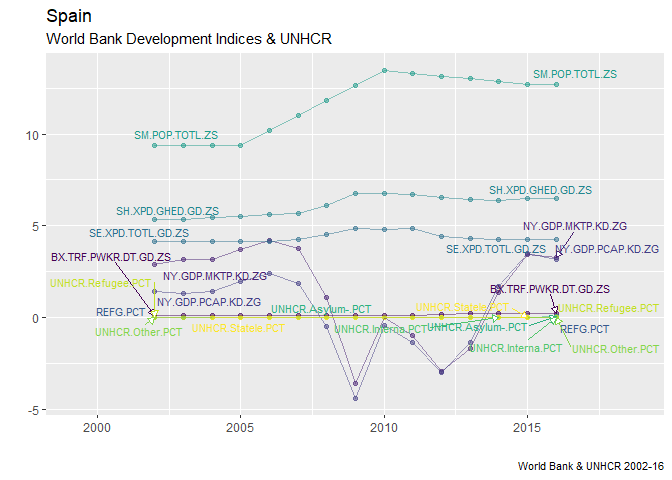 Spain
World Bank Development Indices & UNHCR
SM.POP.TOTL.ZS
10
SM.POP.TOTL.ZS
SH.XPD.GHED.GD.ZS
SH.XPD.GHED.GD.ZS
5
NY.GDP.MKTP.KD.ZG
SE.XPD.TOTL.GD.ZS
SE.XPD.TOTL.GD.ZS
NY.GDP.PCAP.KD.ZG
BX.TRF.PWKR.DT.GD.ZS
NY.GDP.MKTP.KD.ZG
UNHCR.Refugee.PCT
BX.TRF.PWKR.DT.GD.ZS
NY.GDP.PCAP.KD.ZG
REFG.PCT
UNHCR.Asylum-.PCT
UNHCR.Statele.PCT
UNHCR.Refugee.PCT
0
UNHCR.Other.PCT
UNHCR.Statele.PCT
UNHCR.Interna.PCT
UNHCR.Asylum-.PCT
REFG.PCT
UNHCR.Interna.PCT
UNHCR.Other.PCT
-5
2000
2005
2010
2015
World Bank & UNHCR 2002-16